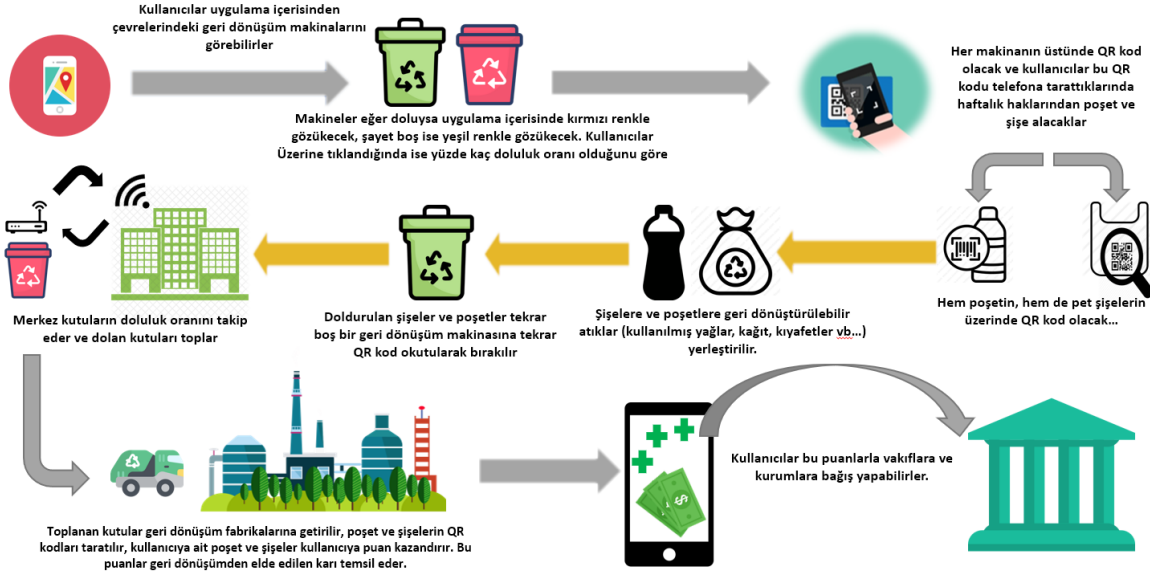 Kullanıcılar uygulama içerisinden
çevrelerindeki geri dönüşüm makinalarını
görebilirler
Makineler eğer doluysa uygulama içerisinde kırmızı renkle
gözükecek, şayet boş ise yeşil renkle gözükecek. Kullanıcılar
Üzerine tıklandığında ise yüzde kaç doluluk oranı olduğunu göre
Her makinanın üstünde QR kod
olacak ve kullanıcılar bu QR
kodu telefona tarattıklarında
haftalık haklarından poşet ve
şişe alacaklar
Hem poşetin, hem de pet şişelerin
üzerinde QR kod olacak...
Şişelere ve poşetlere geri dönüştürülebilir
atıklar (kullanılmış yağlar, kağıt, kıyafetler vb...)
yerleştirilir.
Doldurulan şişeler ve poşetler tekrar
boş bir geri dönüşüm makinasına tekrar
QR kod okutularak bırakılır
Merkez kutuların doluluk oranını takip
eder ve dolan kutuları toplar
Toplanan kutular geri dönüşüm fabrikalarına getirilir, poşet ve şişelerin QR
kodları taratılır, kullanıcıya ait poşet ve şişeler kullanıcıya puan kazandırır. Bu
puanlar geri dönüşümden elde edilen karı temsil eder.
Kullanıcılar bu puanlarla vakıflara ve
kurumlara bağış yapabilirler.